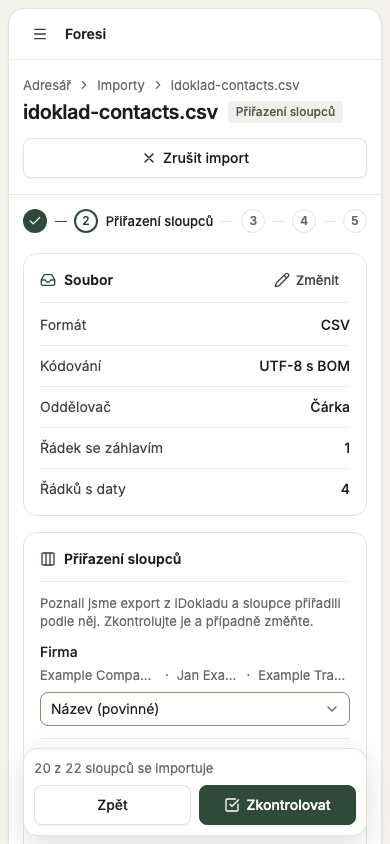 Foresi
Adresář > Importy > idoklad-contacts.csv
idoklad-contacts.csv Přiřazení sloupců
Zrušit import
2 Přiřazení sloupců 3 4 5
Soubor Změnit
Formát CSV
Kódování UTF-8 s BOM
Oddělovač Čárka
Řádek se záhlavím 1
Řádků s daty 4
Přiřazení sloupců
Poznali jsme export z iDokladu a sloupce přiřadili
podle něj. Zkontrolujte je a případně změňte.
Firma
Example Compa... · Jan Exa... · Example Tra...
Název (povinné)
20 z 22 sloupců se importuje
Zpět Zkontrolovat